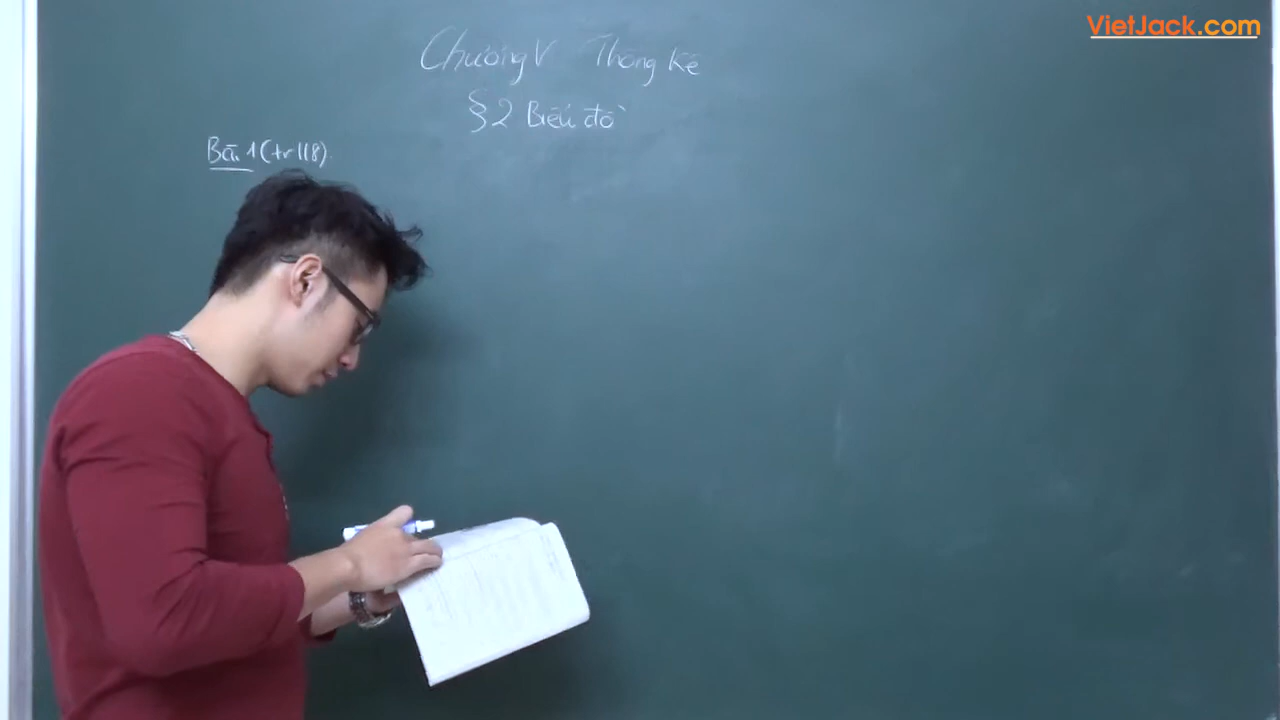 VietJack.com
Chương V Thống kê
§2 Biểu đồ
Bài 1 (tr 118).